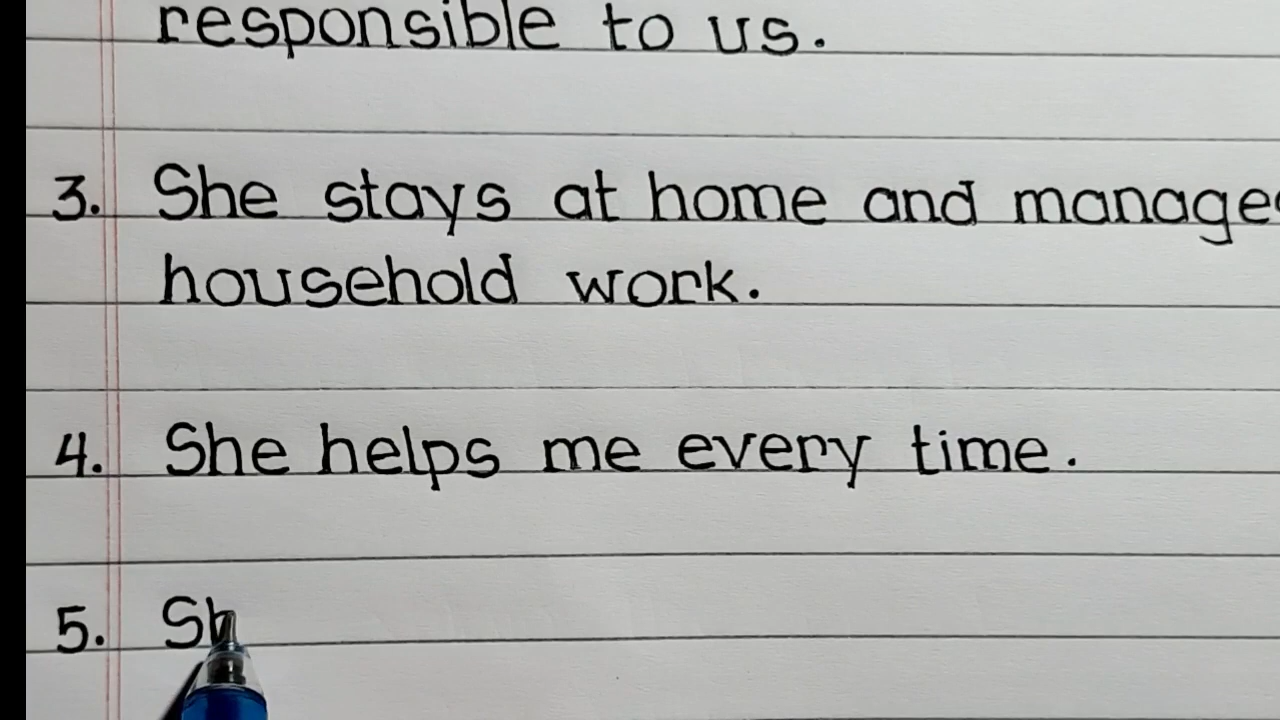 responsible to us.
3. She stays at home and manage
household work.
4. She helps me every time.
5. Sh